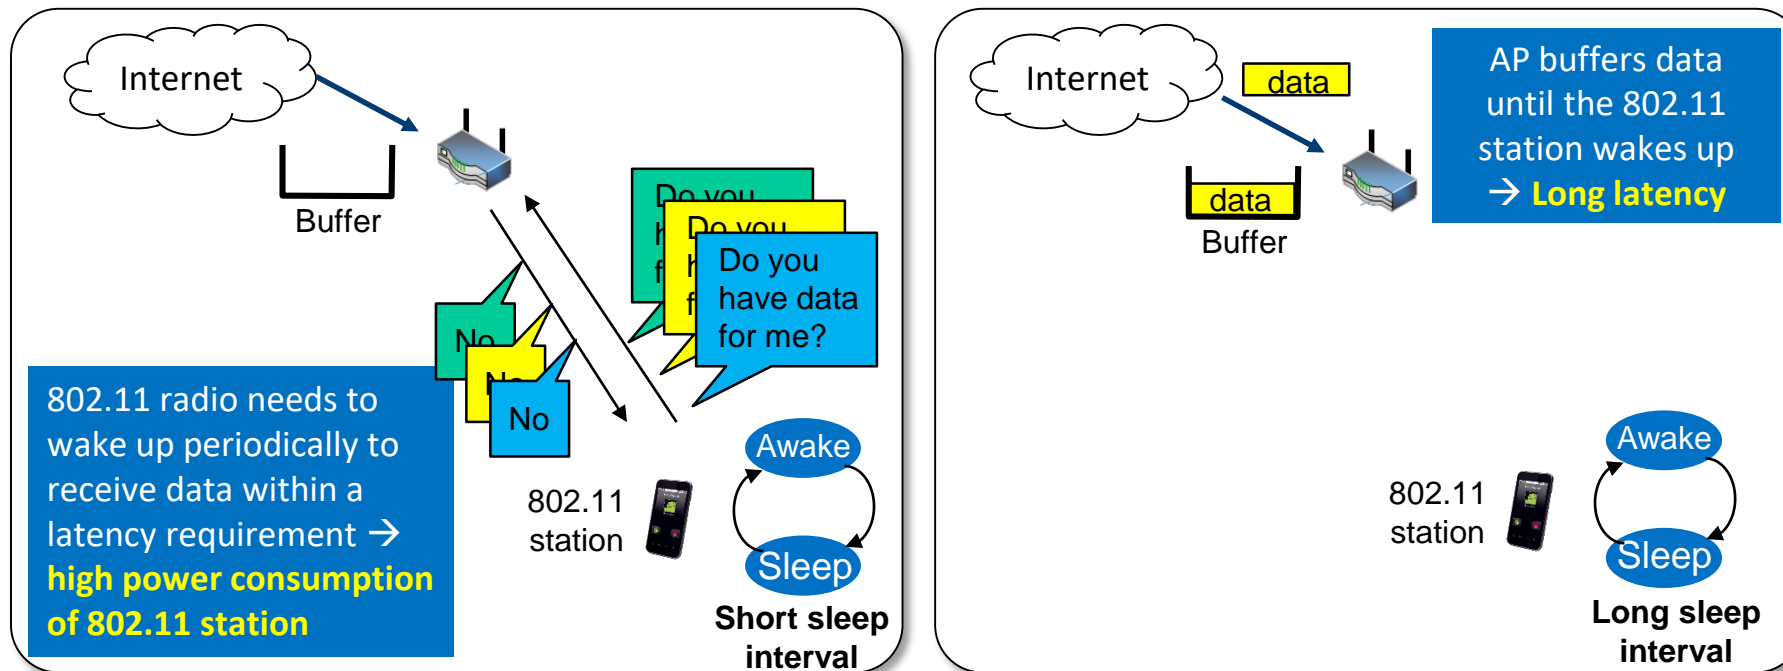 Internet
Buffer
Do you
h
f
Do you
h
f
Do you
have data
for me?
No
No
No
802.11 radio needs to
wake up periodically to
receive data within a
latency requirement →
high power consumption
of 802.11 station
802.11
station
Awake
Sleep
Short sleep
interval
Internet
data
data
Buffer
AP buffers data
until the 802.11
station wakes up
→ Long latency
802.11
station
Awake
Sleep
Long sleep
interval